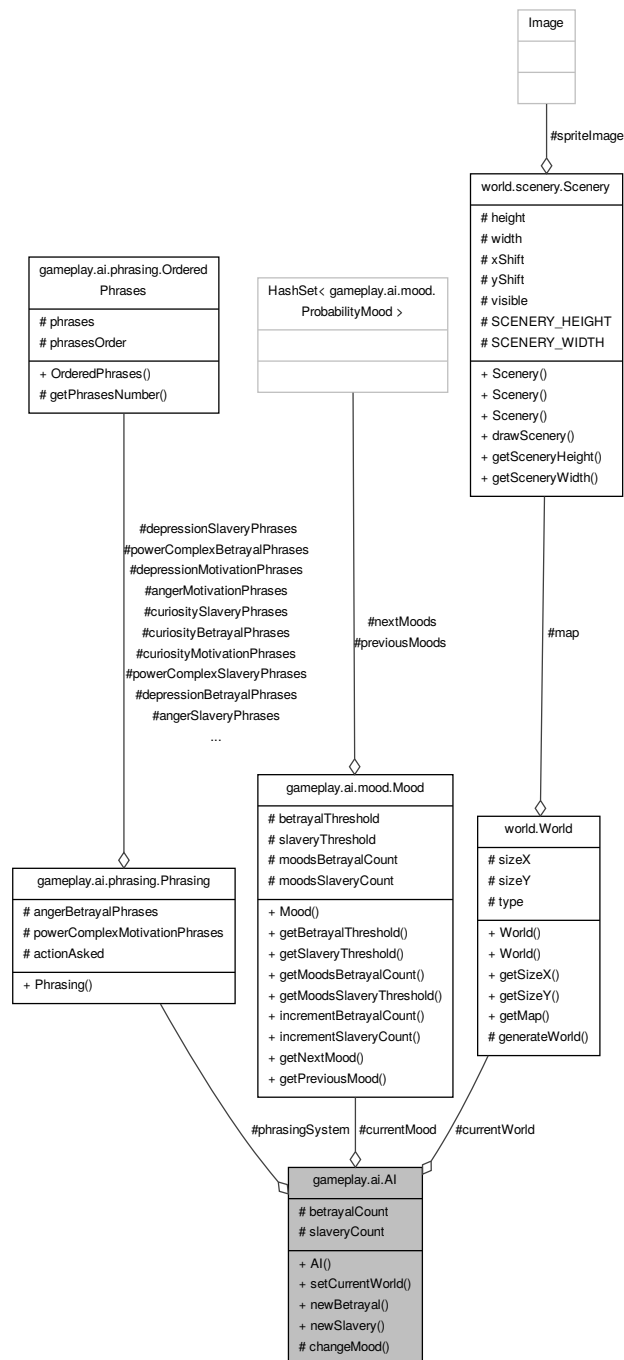 Image
#spriteImage
world.scenery.Scenery
# height
# width
# xShift
# yShift
# visible
# SCENERY_HEIGHT
# SCENERY_WIDTH
+ Scenery()
+ Scenery()
+ Scenery()
+ drawScenery()
+ getSceneryHeight()
+ getSceneryWidth()
gameplay.ai.phrasing.Ordered
Phrases
# phrases
# phrasesOrder
+ OrderedPhrases()
# getPhrasesNumber()
HashSet< gameplay.ai.mood.
ProbabilityMood >
#depressionSlaveryPhrases
#powerComplexBetrayalPhrases
#depressionMotivationPhrases
#angerMotivationPhrases
#curiositySlaveryPhrases
#curiosityBetrayalPhrases
#curiosityMotivationPhrases
#powerComplexSlaveryPhrases
#depressionBetrayalPhrases
#angerSlaveryPhrases
...
#nextMoods
#previousMoods
#map
gameplay.ai.phrasing.Phrasing
# angerBetrayalPhrases
# powerComplexMotivationPhrases
# actionAsked
+ Phrasing()
gameplay.ai.mood.Mood
# betrayalThreshold
# slaveryThreshold
# moodsBetrayalCount
# moodsSlaveryCount
+ Mood()
+ getBetrayalThreshold()
+ getSlaveryThreshold()
+ getMoodsBetrayalCount()
+ getMoodsSlaveryThreshold()
+ incrementBetrayalCount()
+ incrementSlaveryCount()
+ getNextMood()
+ getPreviousMood()
world.World
# sizeX
# sizeY
# type
+ World()
+ World()
+ getSizeX()
+ getSizeY()
+ getMap()
# generateWorld()
#phrasingSystem
#currentMood
#currentWorld
gameplay.ai.AI
# betrayalCount
# slaveryCount
+ AI()
+ setCurrentWorld()
+ newBetrayal()
+ newSlavery()
# changeMood()